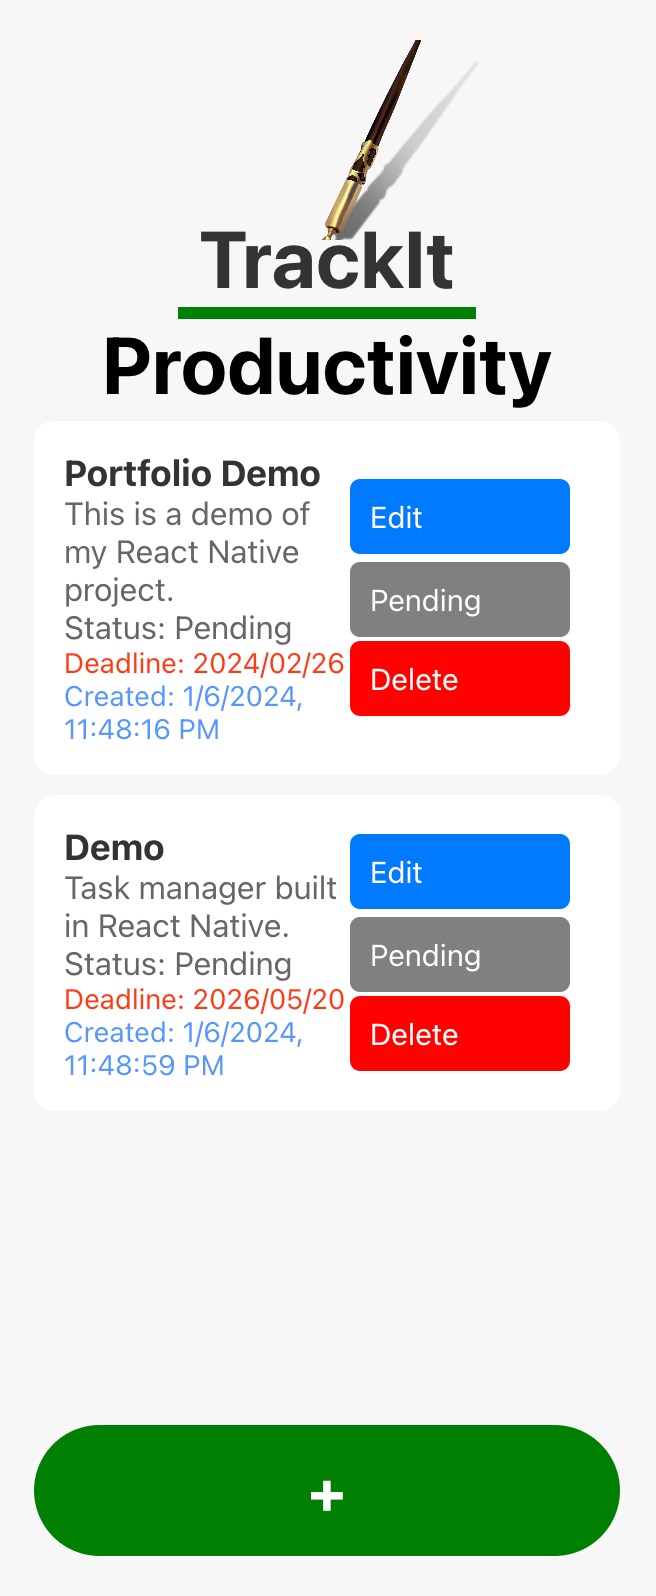 TrackIt
Productivity
Portfolio Demo
This is a demo of
my React Native
project.
Status: Pending
Deadline: 2024/02/26
Created: 1/6/2024,
11:48:16 PM
Edit
Pending
Delete
Demo
Task manager built
in React Native.
Status: Pending
Deadline: 2026/05/20
Created: 1/6/2024,
11:48:59 PM
Edit
Pending
Delete
+